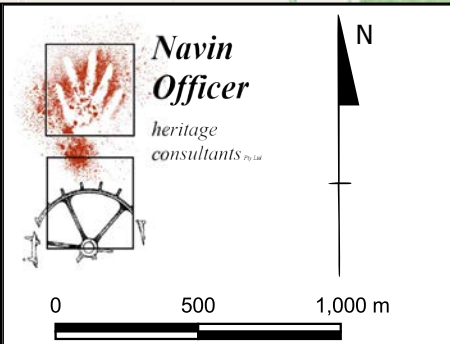 Navin
Officer
heritage
consultants Pty Ltd
N
0 500 1,000 m